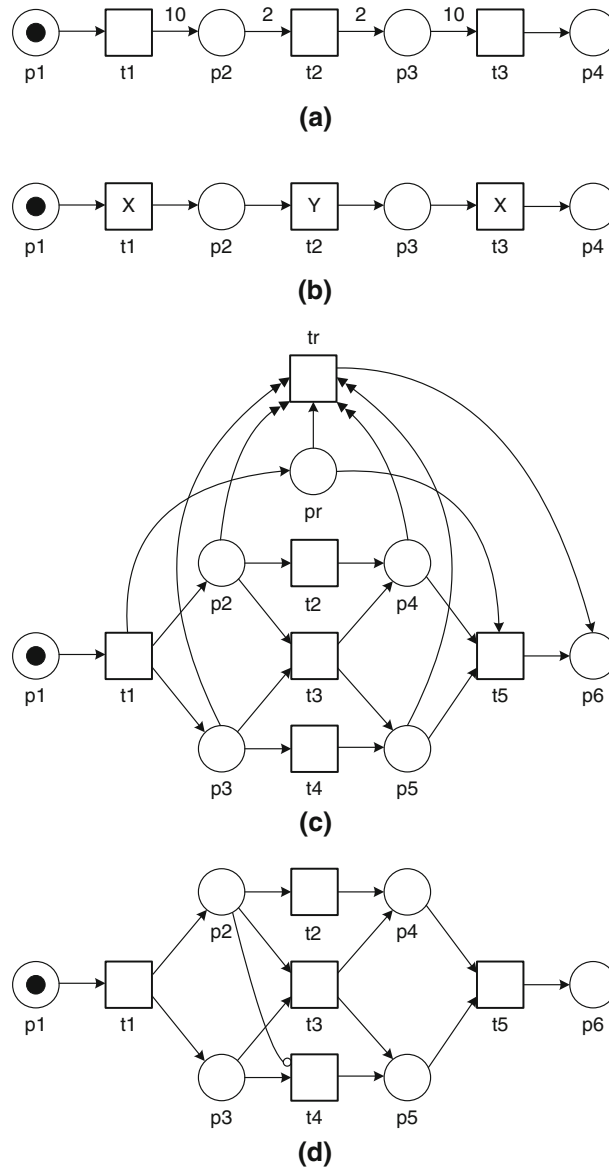 10 2 2 10
p1 t1 p2 t2 p3 t3 p4
(a)
X Y X
p1 t1 p2 t2 p3 t3 p4
(b)
tr
pr
p2 t2 p4
p1 t1 t3 t5 p6
p3 t4 p5
(c)
p2 t2 p4
p1 t1 t3 t5 p6
p3 t4 p5
(d)